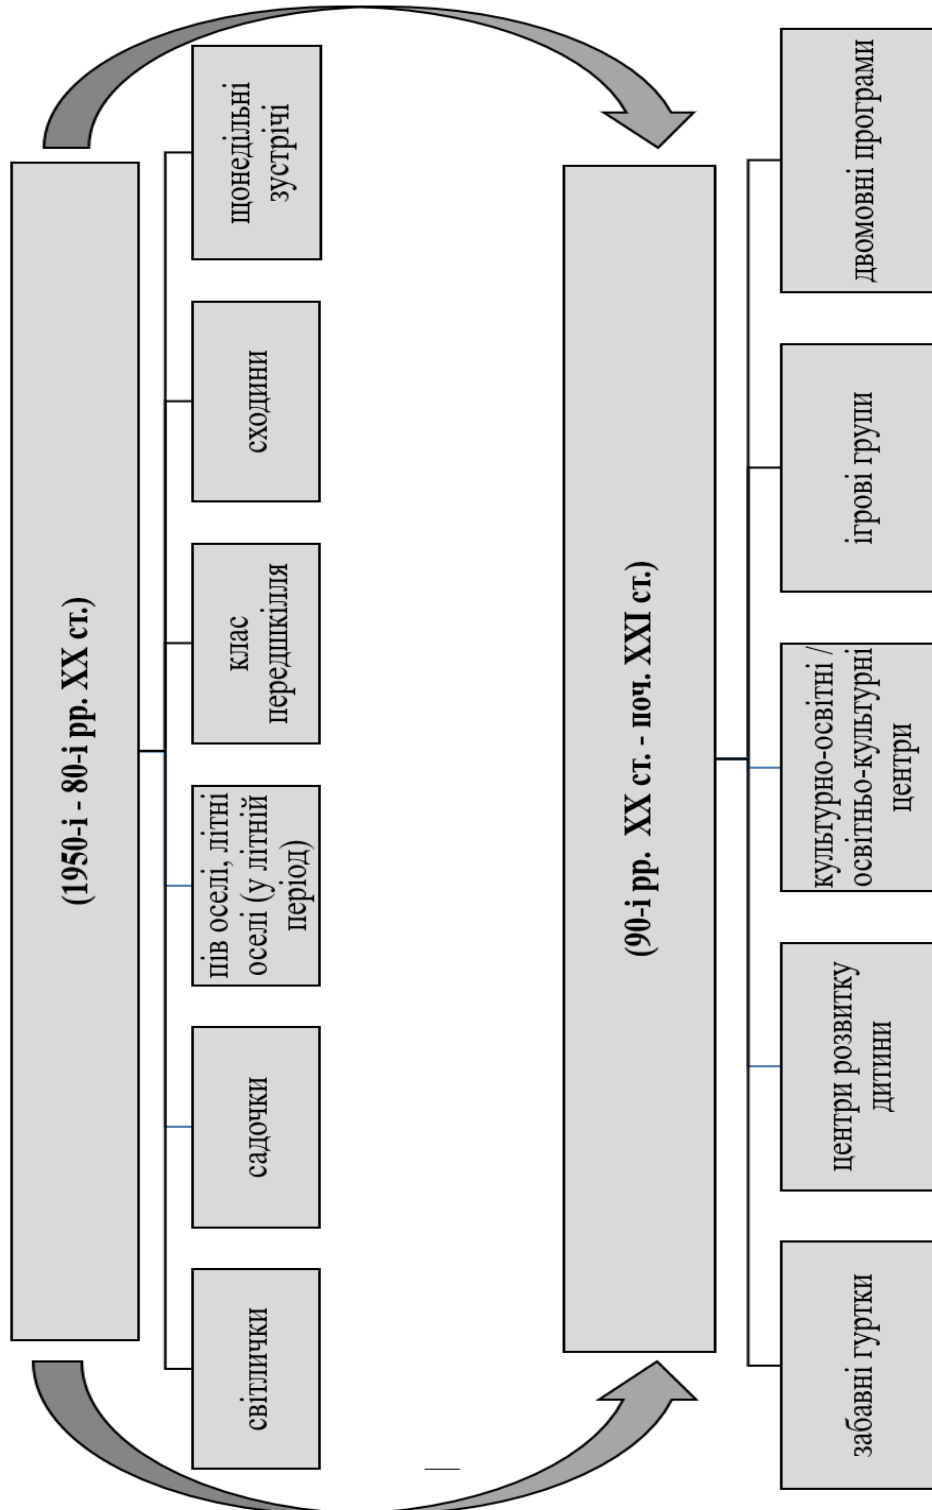 (1950-і - 80-і рр. XX ст.)
світлички
садочки
пів оселі, літні
оселі (у літній
період)
клас
передшкілля
сходини
щонедільні
зустрічі
(90-і рр. XX ст. - поч. XXI ст.)
забавні гуртки
центри розвитку
дитини
культурно-освітні /
освітньо-культурні
центри
ігрові групи
двомовні програми